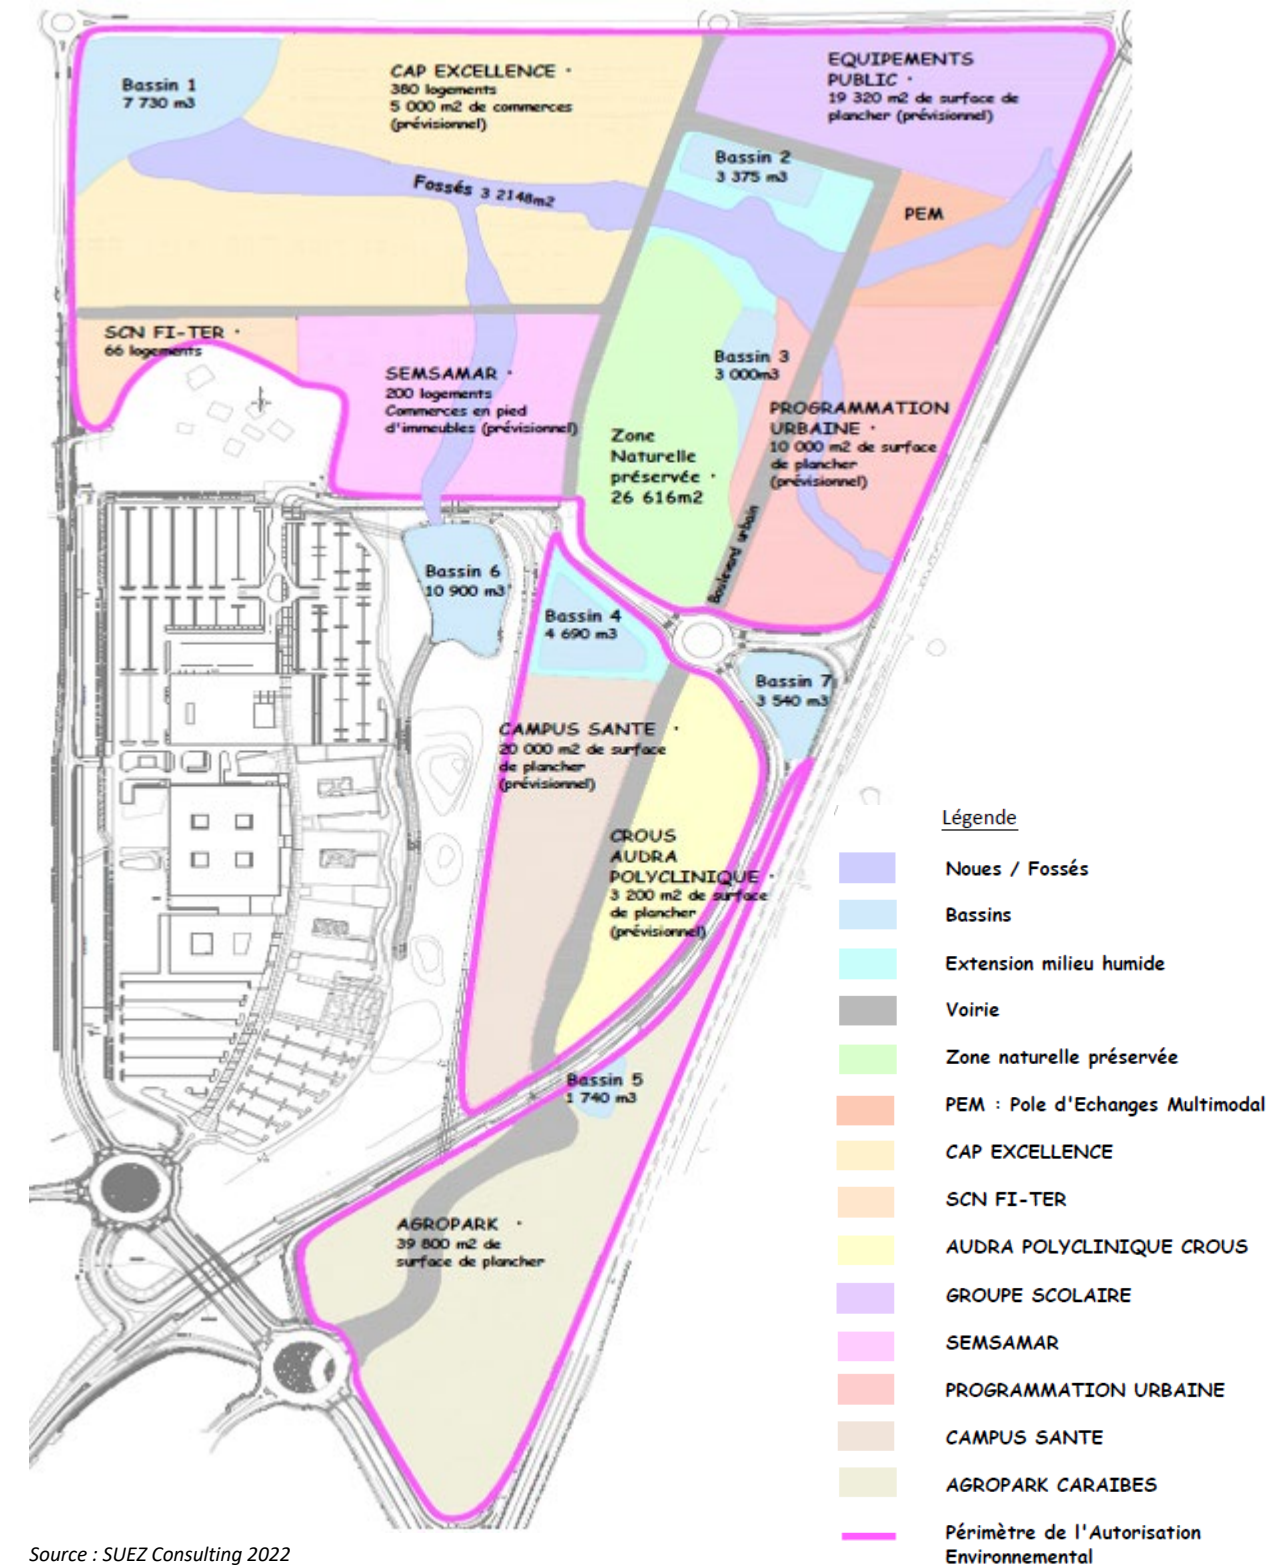 Bassin 1
7 730 m3
CAP EXCELLENCE ·
380 logements
5 000 m2 de commerces
(prévisionnel)
EQUIPEMENTS
PUBLIC ·
19 320 m2 de surface de
plancher (prévisionnel)
Bassin 2
3 375 m3
Fossés 3 2148m2
PEM
SCN FI-TER ·
66 logements
SEMSAMAR ·
200 logements
Commerces en pied
d'immeubles (prévisionnel)
Bassin 3
3 000m3
PROGRAMMATION
URBAINE ·
10 000 m2 de surface
de plancher
(prévisionnel)
Zone
Naturelle
préservée ·
26 616m2
Boulevard urbain
Bassin 6
10 900 m3
Bassin 4
4 690 m3
Bassin 7
3 540 m3
CAMPUS SANTE ·
20 000 m2 de surface
de plancher
(prévisionnel)
CROUS
AUDRA
POLYCLINIQUE ·
3 200 m2 de surface
de plancher
(prévisionnel)
Bassin 5
1 740 m3
AGROPARK ·
39 800 m2 de
surface de plancher
Légende
Noues / Fossés
Bassins
Extension milieu humide
Voirie
Zone naturelle préservée
PEM : Pole d'Echanges Multimodal
CAP EXCELLENCE
SCN FI-TER
AUDRA POLYCLINIQUE CROUS
GROUPE SCOLAIRE
SEMSAMAR
PROGRAMMATION URBAINE
CAMPUS SANTE
AGROPARK CARAIBES
Périmètre de l'Autorisation
Environnemental
Source : SUEZ Consulting 2022